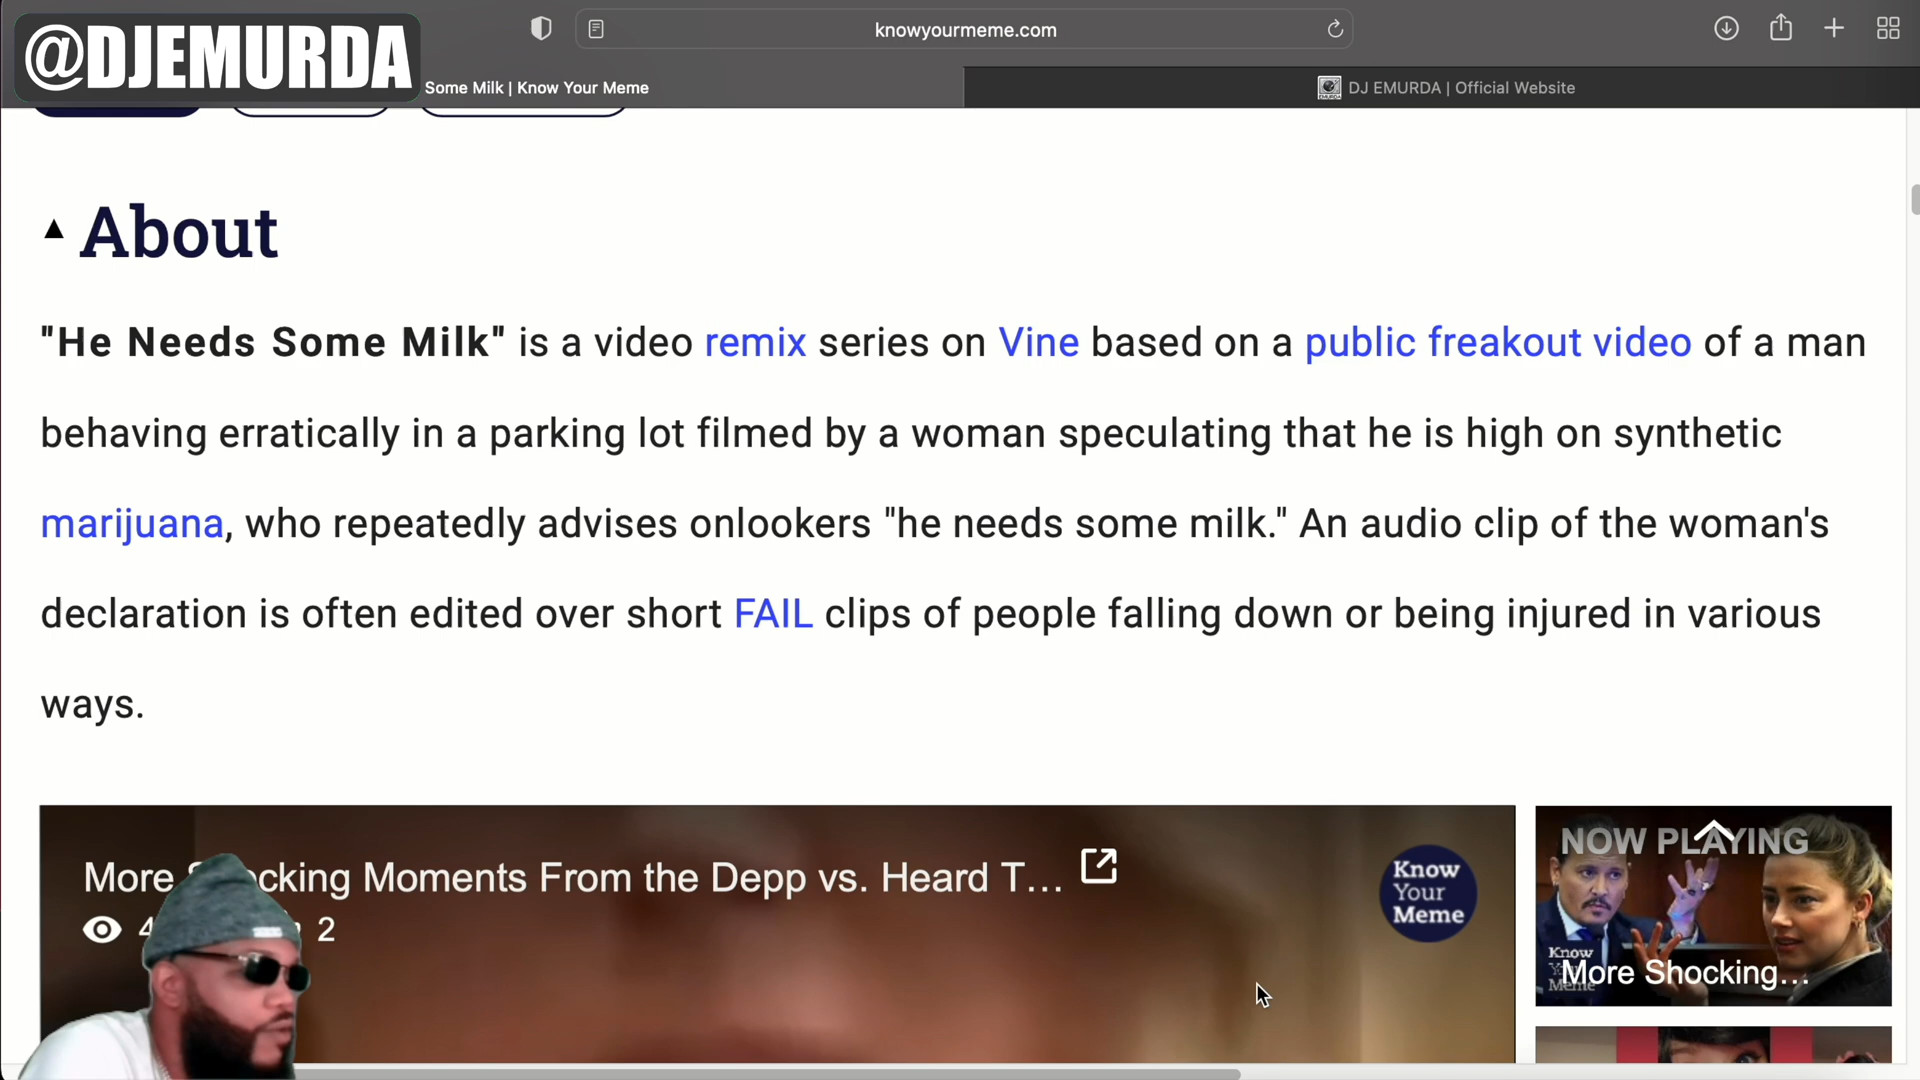 @DJEMURDA
knowyourmeme.com
Some Milk | Know Your Meme
DJ EMURDA | Official Website
About
"He Needs Some Milk" is a video remix series on Vine based on a public freakout video of a man
behaving erratically in a parking lot filmed by a woman speculating that he is high on synthetic
marijuana, who repeatedly advises onlookers "he needs some milk." An audio clip of the woman's
declaration is often edited over short FAIL clips of people falling down or being injured in various
ways.
More Moments From the Depp vs. Heard T...
4 2
Know
Your
Meme
NOW PLAYING
Know
Meme
More Shocking...